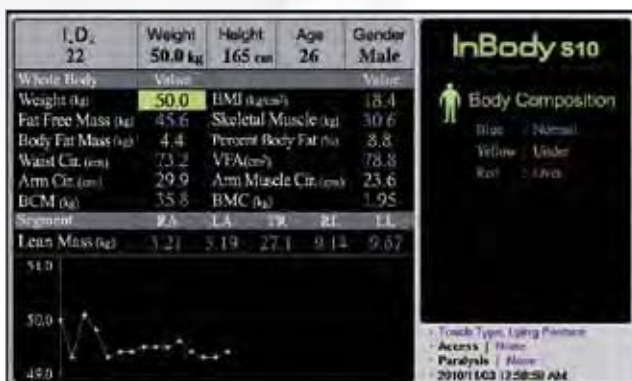 I.D. Weight Height Age Gender
22 50.0 kg 165 cm 26 Male
Whole Body Value Value
Weight (kg) 50.0 BMI (kg/m²) 18.4
Fat Free Mass (kg) 45.6 Skeletal Muscle (kg) 30.6
Body Fat Mass (kg) 4.4 Percent Body Fat (%) 8.8
Waist Cir. (cm) 73.2 VFA(cm²) 78.8
Arm Cir. (cm) 29.9 Arm Muscle Cir. (cm) 23.6
BCM (kg) 35.8 BMC (kg) 1.95
Segment RA LA TR RL LL
Lean Mass (kg) 3.21 3.19 27.1 9.14 9.07
51.0
50.0
49.0
InBody S10
Body Composition
Blue : Normal
Yellow : Under
Red : Over
- Touch Type, Lying Posture
- Access | None
- Paralysis | None
- 2010/11/03 12:58:58 AM